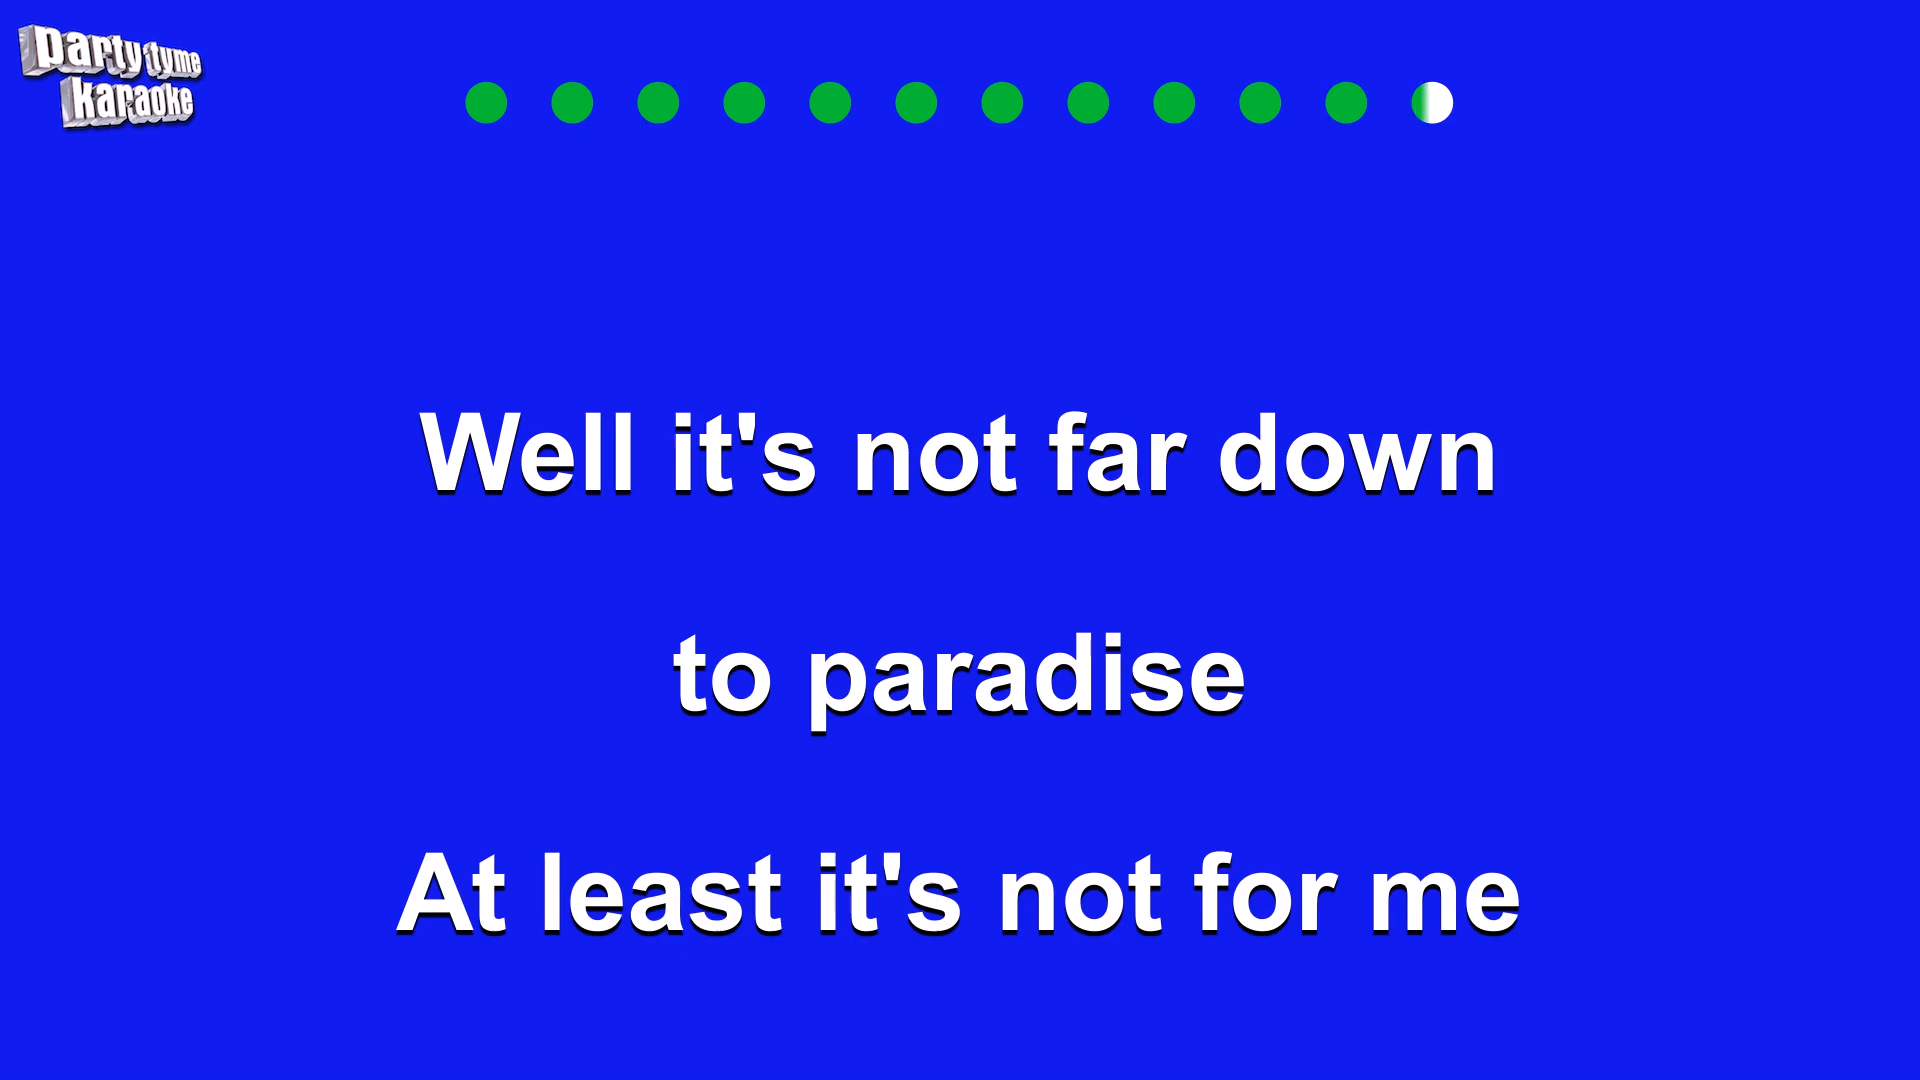 party tyme
karaoke
Well it's not far down
to paradise
At least it's not for me